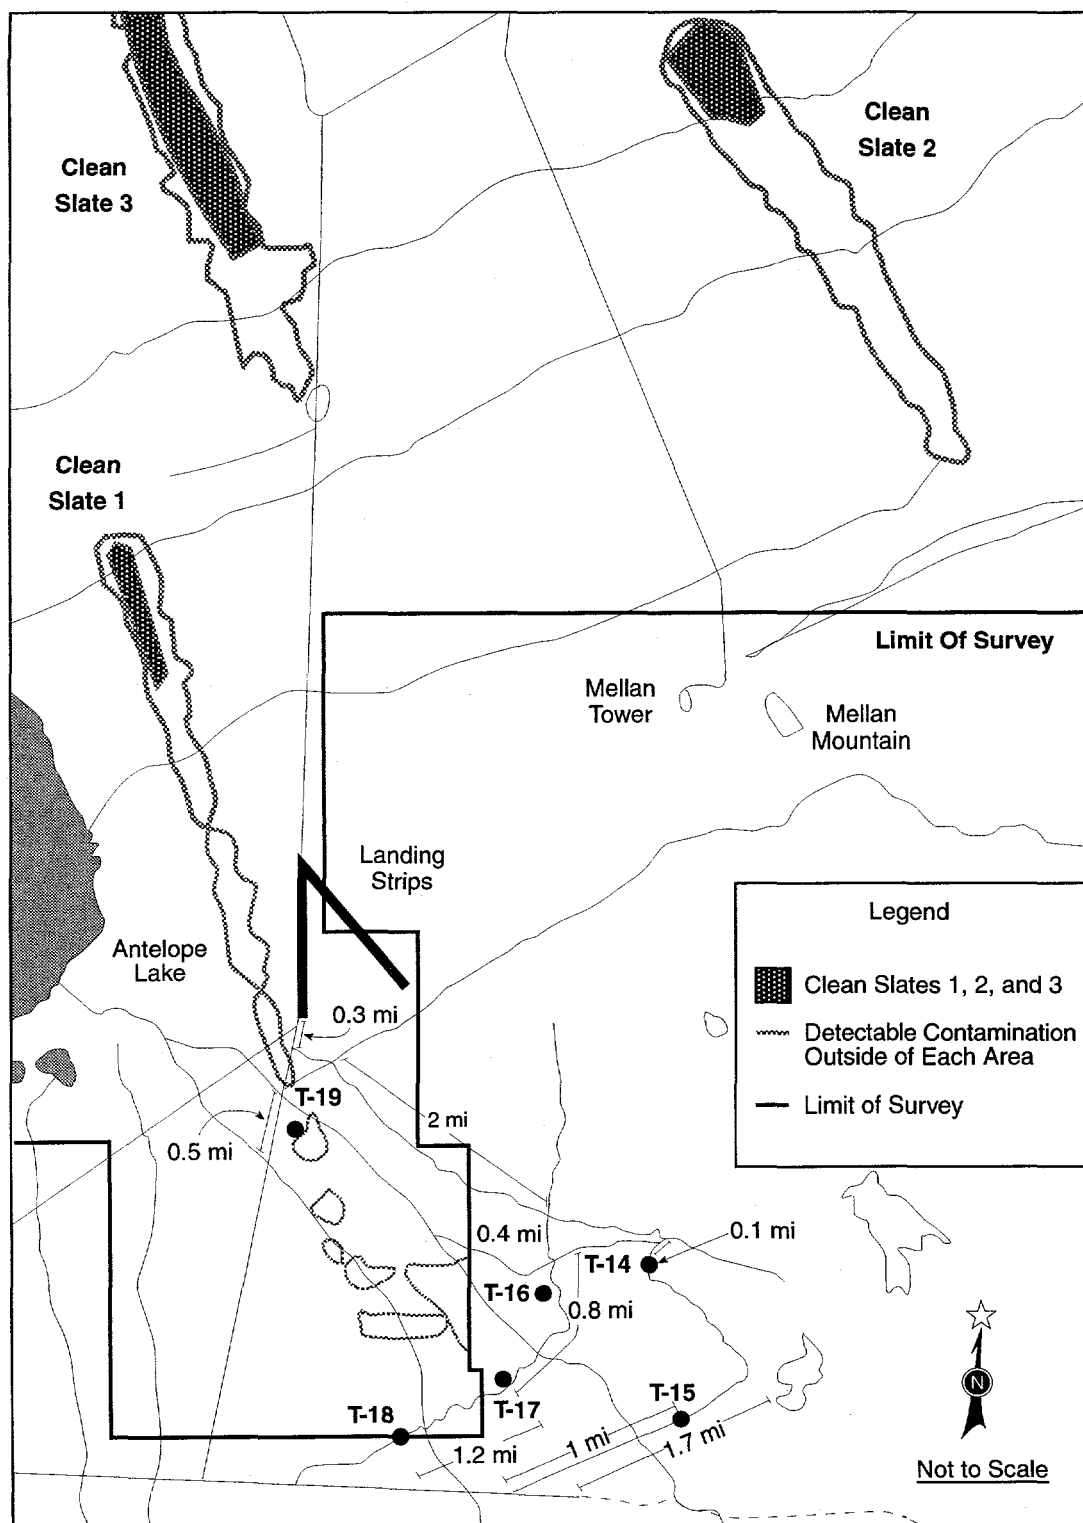 Clean
Slate 2
Clean
Slate 3
Clean
Slate 1
Limit Of Survey
Mellan
Tower
Mellan
Mountain
Landing
Strips
Legend
Clean Slates 1, 2, and 3
Detectable Contamination
Outside of Each Area
Limit of Survey
Antelope
Lake
0.3 mi
T-19
2 mi
0.5 mi
0.4 mi
0.1 mi
T-14
T-16
0.8 mi
N
T-15
T-17
T-18
1 mi
1.7 mi
1.2 mi
Not to Scale